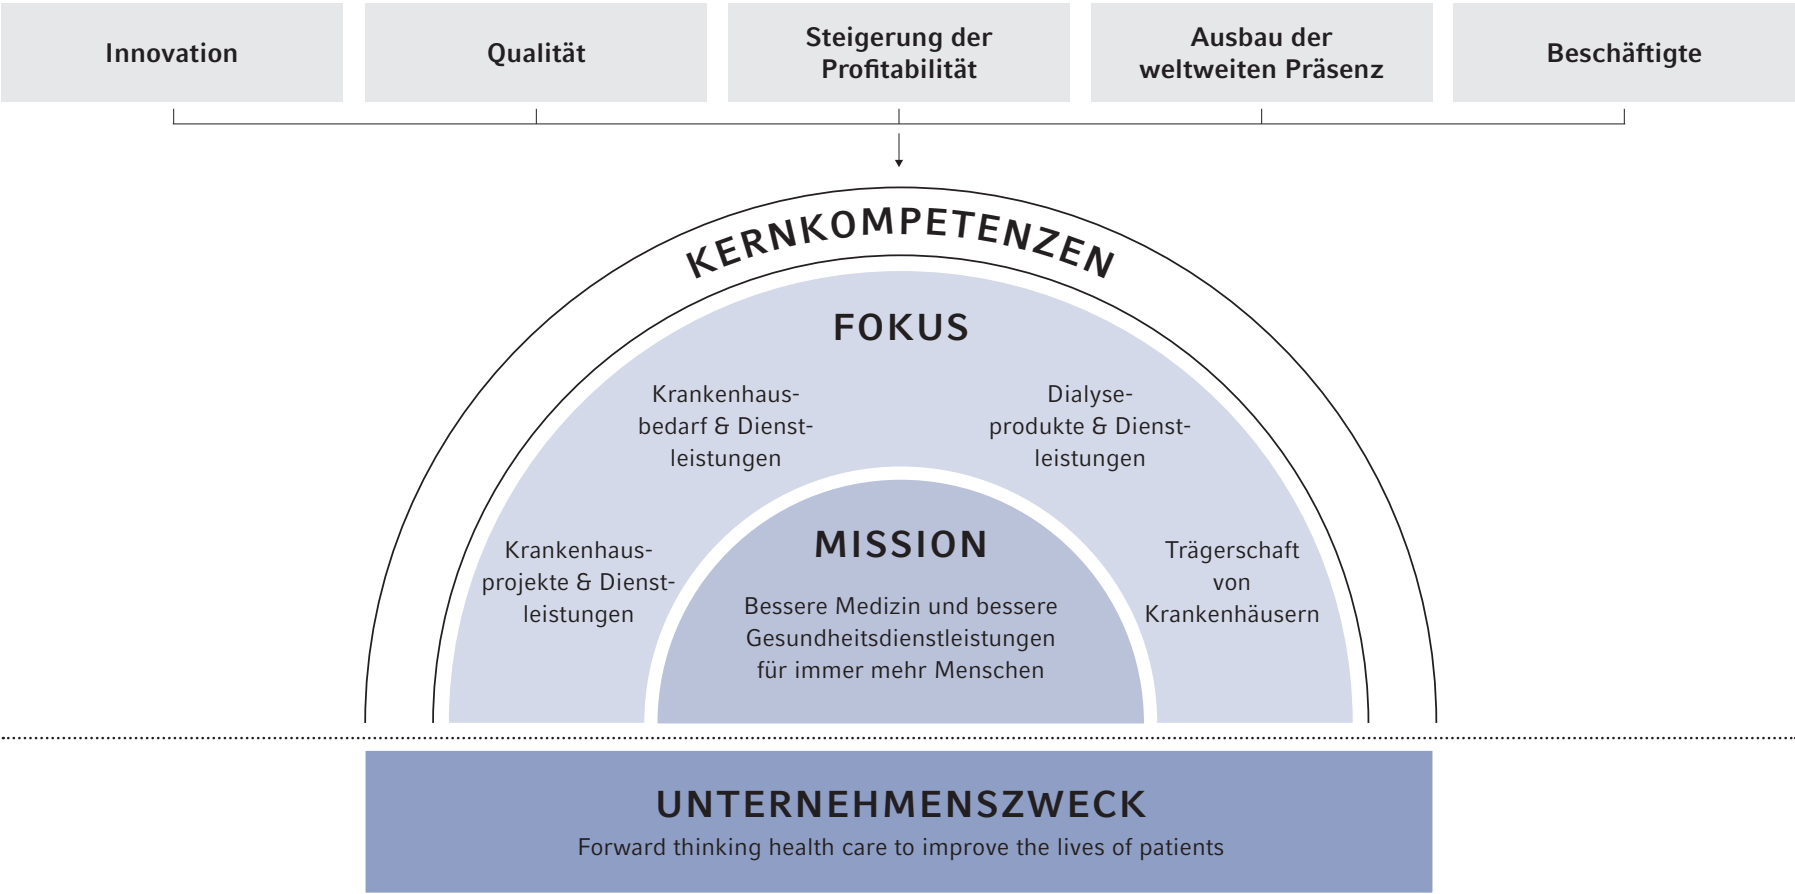 Innovation
Qualität
Steigerung der
Profitabilität
Ausbau der
weltweiten Präsenz
Beschäftigte
KERNKOMPETENZEN
FOKUS
Krankenhaus-
bedarf & Dienst-
leistungen
Dialyse-
produkte & Dienst-
leistungen
Krankenhaus-
projekte & Dienst-
leistungen
Trägerschaft
von
Krankenhäusern
MISSION
Bessere Medizin und bessere
Gesundheitsdienstleistungen
für immer mehr Menschen
UNTERNEHMENSZWECK
Forward thinking health care to improve the lives of patients